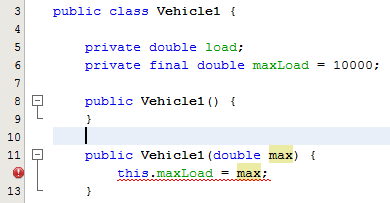 3 public class Vehicle1 {
4
5 private double load;
6 private final double maxLoad = 10000;
7
8 public Vehicle1() {
9 }
10
11 public Vehicle1(double max) {
this.maxLoad = max;
13 }